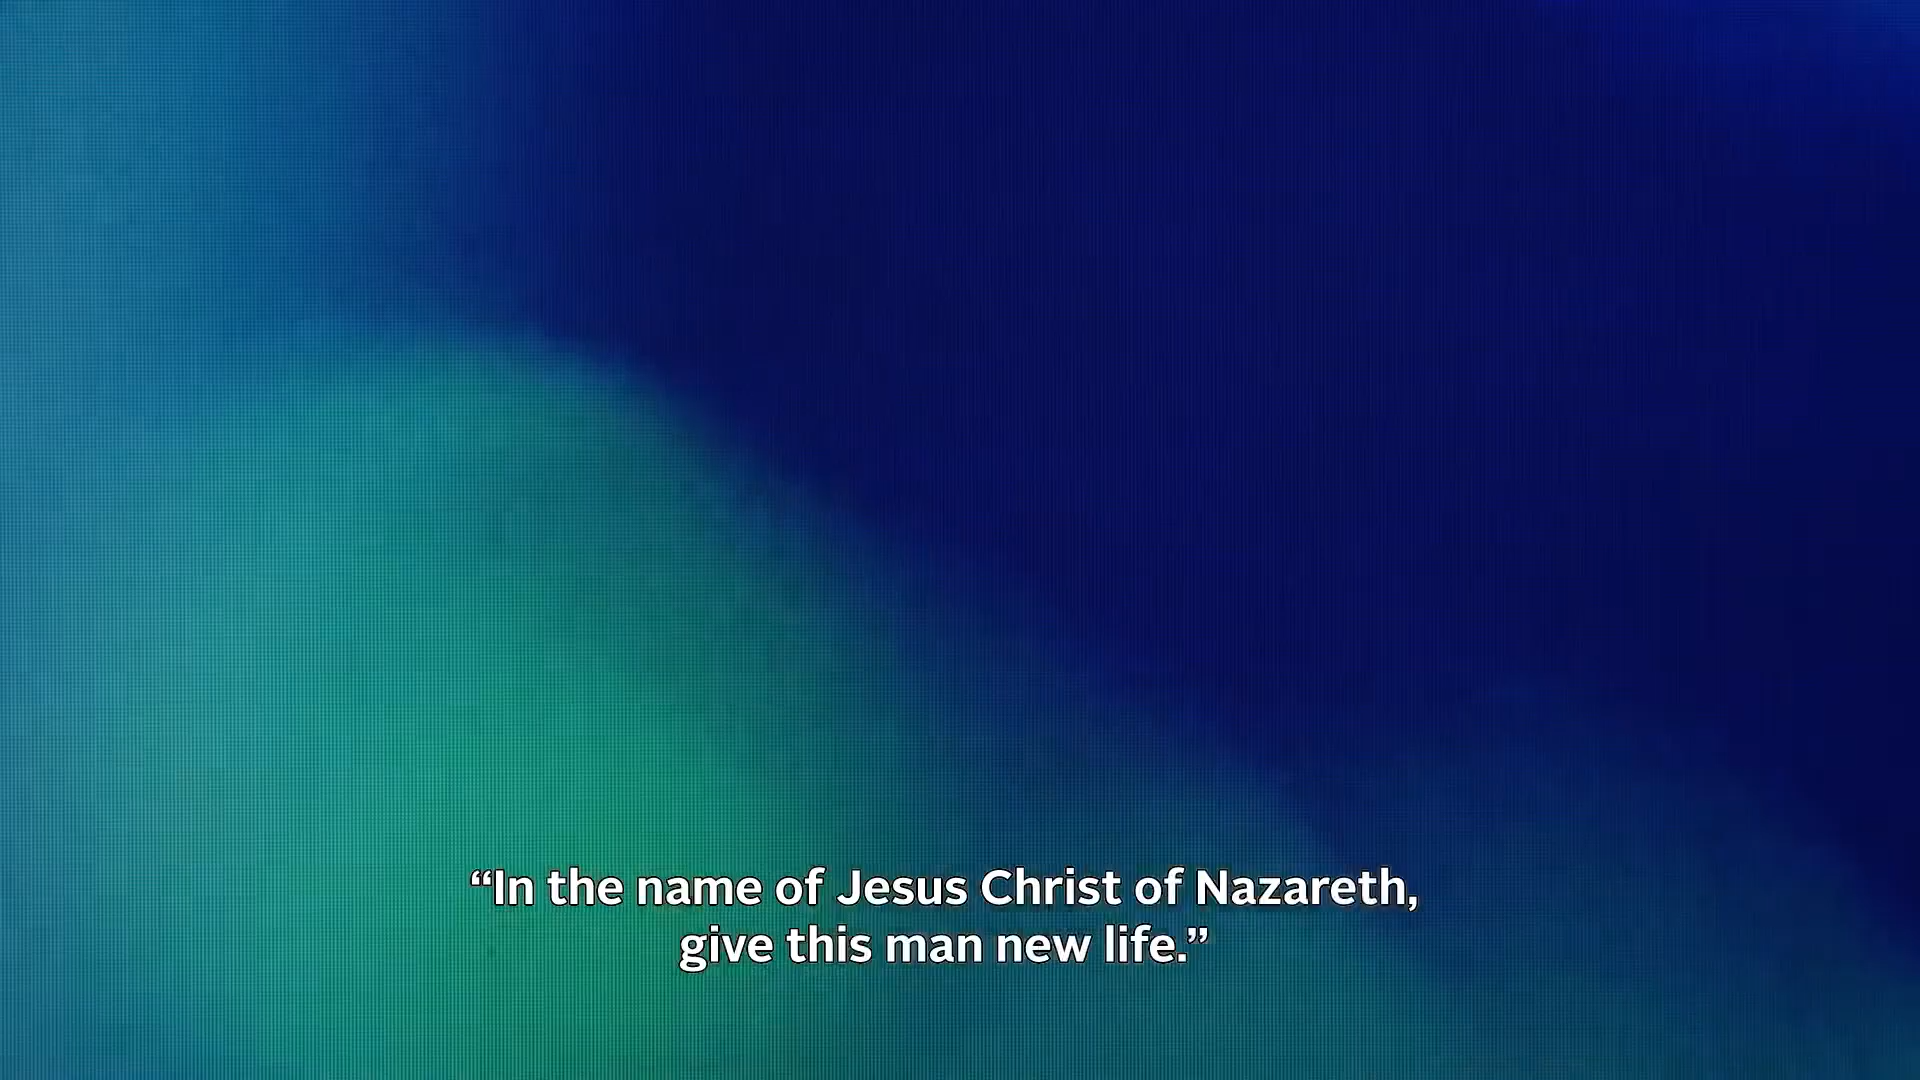 “In the name of Jesus Christ of Nazareth,
give this man new life.”